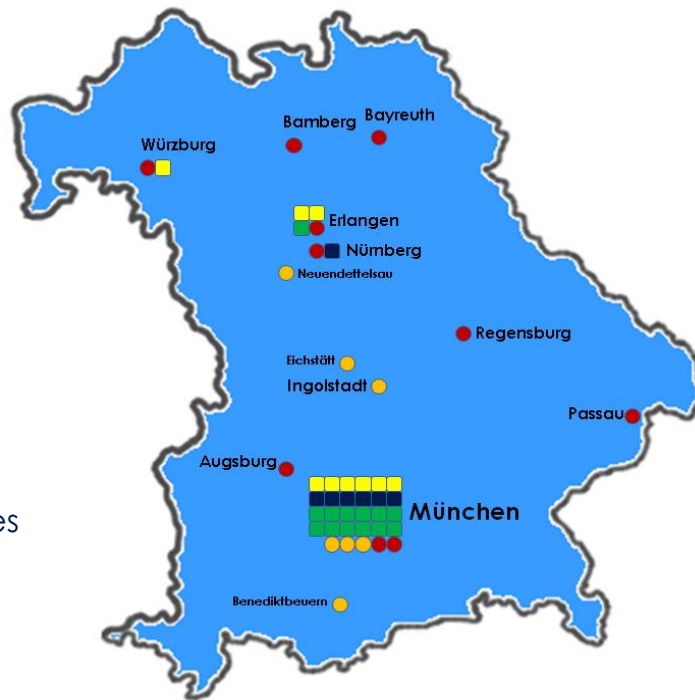 Bayreuth
Bamberg
Würzburg
Erlangen
Nürnberg
Neuendettelsau
Regensburg
Eichstätt
Ingolstadt
Passau
Augsburg
München
es
Benediktbeuern